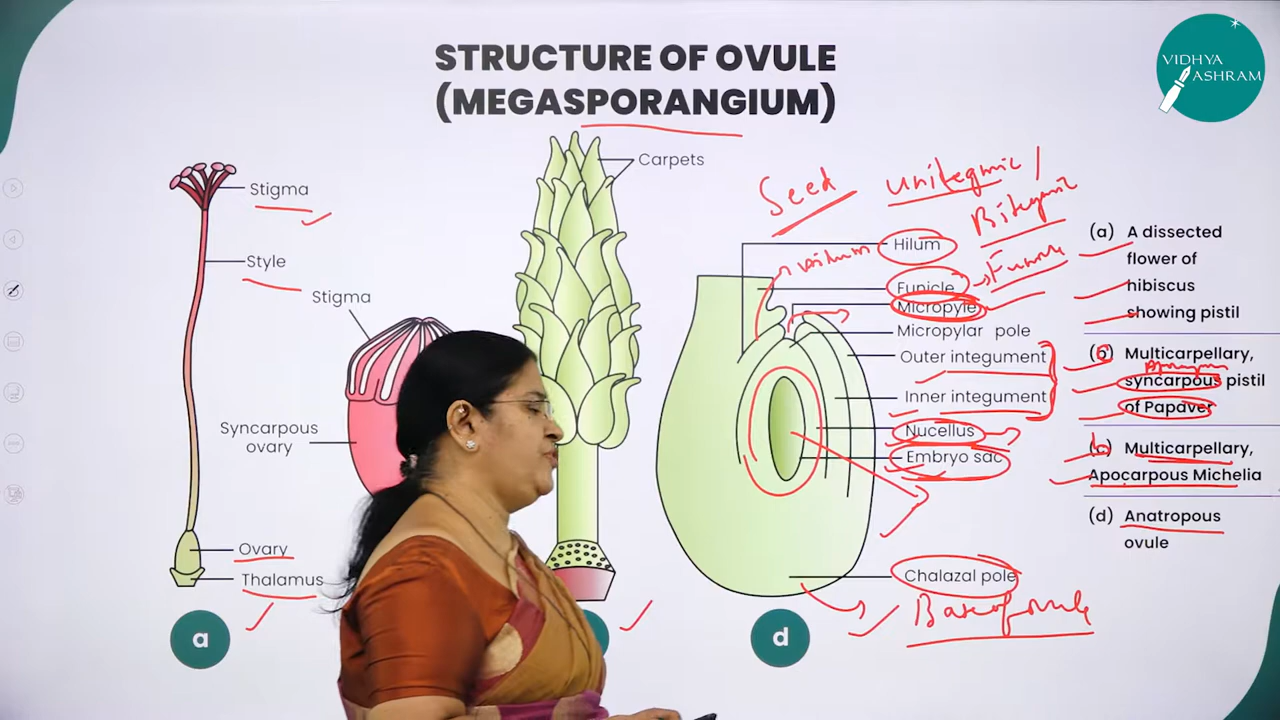 STRUCTURE OF OVULE
(MEGASPORANGIUM)
VIDHYA
ASHRAM
Stigma
Style
Stigma
Syncarpous
ovary
Ovary
Thalamus
a
Carpets
Seed
Unitegmic /
Bitegmic
Hilum
Hilum
Funicle
Micropyle
Micropylar pole
Outer integument
Inner integument
Nucellus
Embryo sac
Chalazal pole
Base of ovule
d
(a) A dissected
flower of
hibiscus
showing pistil
(b) Multicarpellary,
syncarpous pistil
of Papaver
(c) Multicarpellary,
Apocarpous Michelia
(d) Anatropous
ovule